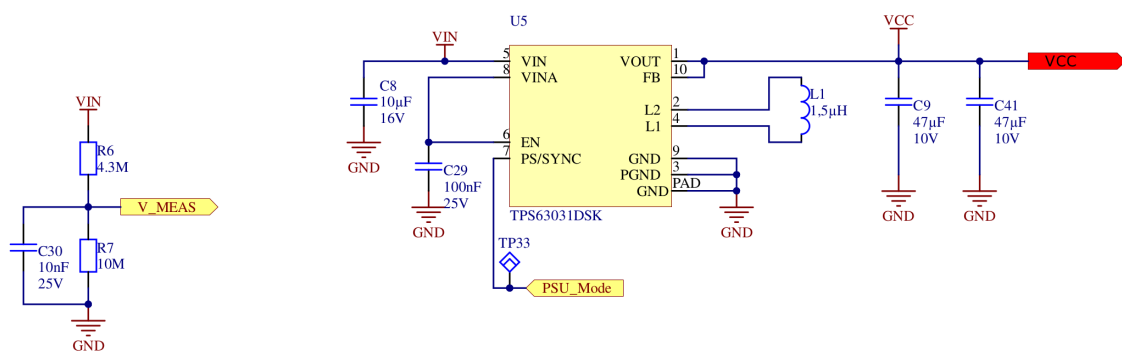 U5
VIN
VIN
VINA
EN
PS/SYNC
5
8
6
7
VOUT
FB
L2
L1
GND
PGND
GND
1
10
2
4
9
3
PAD
TPS63031DSK
C8
10µF
16V
GND
C29
100nF
25V
GND
TP33
PSU_Mode
L1
1,5µH
GND
VCC
VCC
C9
47µF
10V
GND
C41
47µF
10V
GND
VIN
R6
4.3M
V_MEAS
C30
10nF
25V
R7
10M
GND